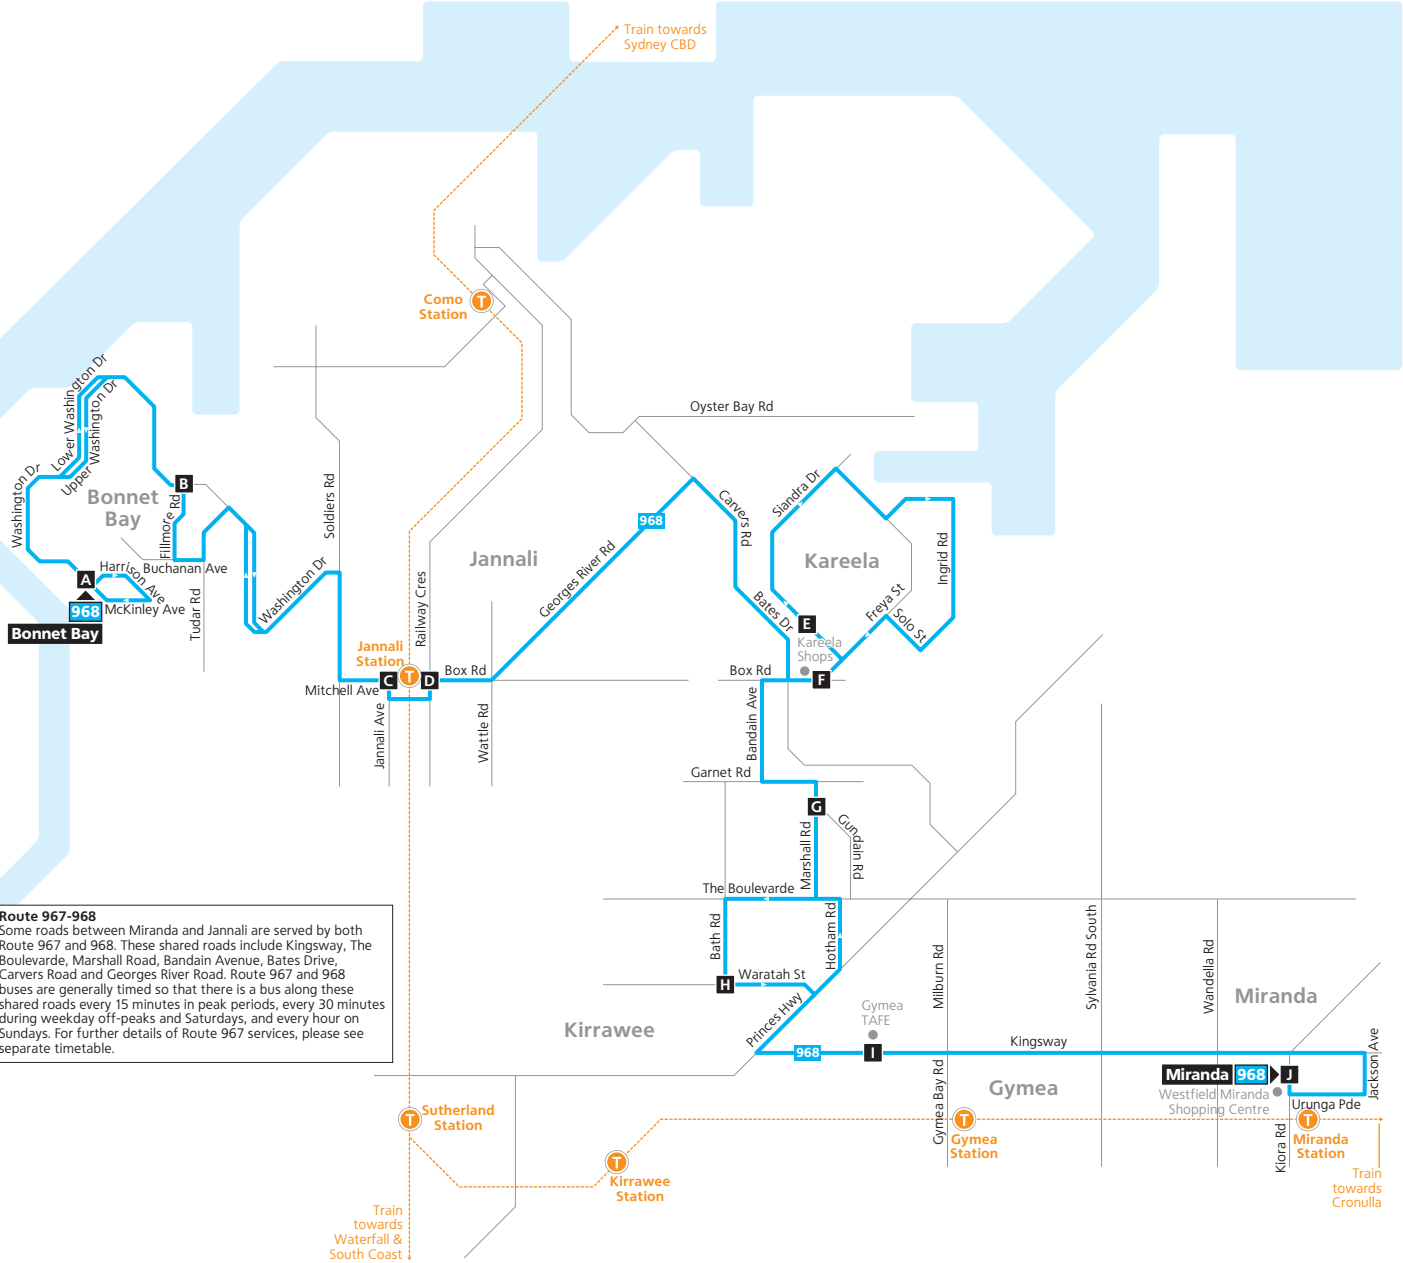 Train towards
Sydney CBD
Como
Station
T
Oyster Bay Rd
Lower Washington Dr
Upper Washington Dr
Washington Dr
Bonnet
Bay
B
Fillmore Rd
Soldiers Rd
Siandra Dr
Carvers Rd
968
Jannali
Kareela
Ingrid Rd
Georges River Rd
A
Harrison Ave
Buchanan Ave
968
McKinley Ave
Bonnet Bay
Tudar Rd
Washington Dr
Railway Cres
Bates Dr
Freya St
Solo St
E
Kareela
Shops
Jannali
Station
T
C
D
Box Rd
Mitchell Ave
Box Rd
F
Jannali Ave
Wattle Rd
Bandain Ave
Garnet Rd
G
Marshall Rd
Gundain Rd
The Boulevarde
Bath Rd
Hotham Rd
H
Waratah St
Princes Hwy
Kirrawee
Gymea
TAFE
968
I
Kingsway
Milburn Rd
Sylvania Rd South
Wandella Rd
Miranda
Gymea
Gymea Bay Rd
Miranda
968
J
Jackson Ave
Westfield Miranda
Shopping Centre
Urunga Pde
Kiora Rd
Route 967-968
Some roads between Miranda and Jannali are served by both
Route 967 and 968. These shared roads include Kingsway, The
Boulevarde, Marshall Road, Bandain Avenue, Bates Drive,
Carvers Road and Georges River Road. Route 967 and 968
buses are generally timed so that there is a bus along these
shared roads every 15 minutes in peak periods, every 30 minutes
during weekday off-peaks and Saturdays, and every hour on
Sundays. For further details of Route 967 services, please see
separate timetable.
T
Sutherland
Station
T
Kirrawee
Station
T
Gymea
Station
T
Miranda
Station
Train
towards
Cronulla
Train
towards
Waterfall &
South Coast